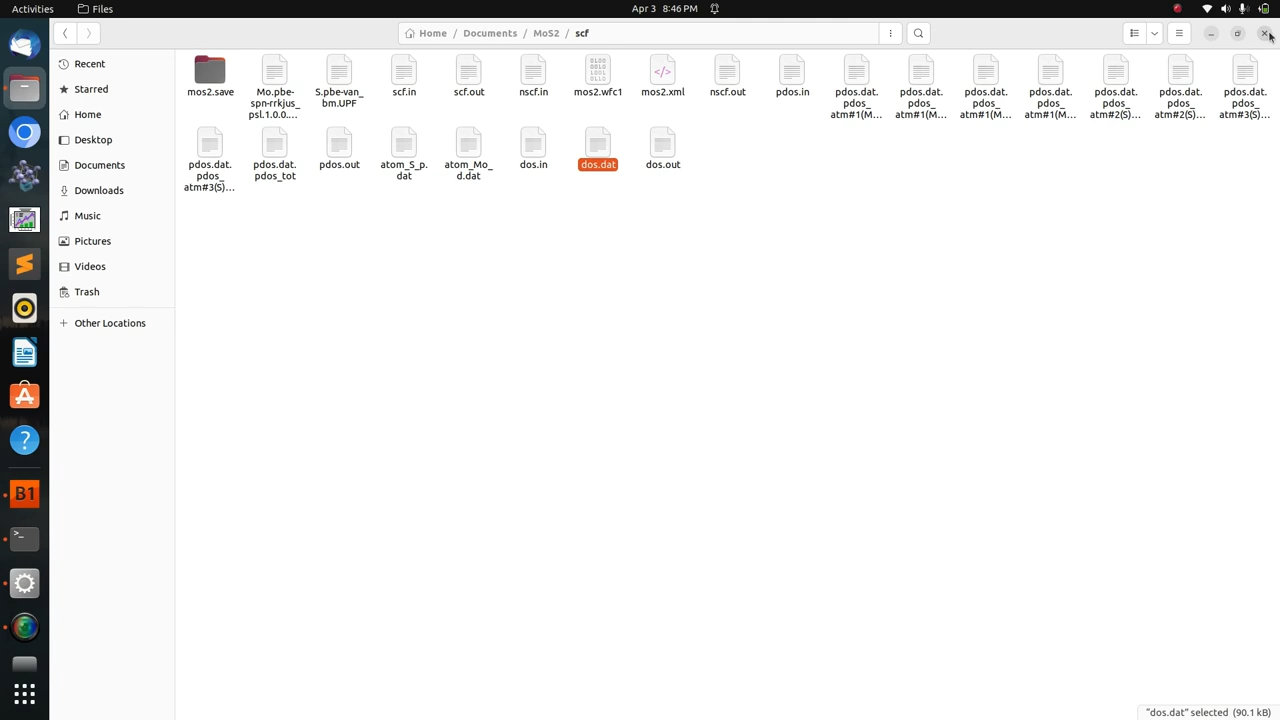 Activities Files Apr 3 8:46 PM
Home / Documents / MoS2 / scf
Recent
Starred
Home
Desktop
Documents
Downloads
Music
Pictures
Videos
Trash
Other Locations
mos2.save
Mo.pbe-
spn-rrkjus_
psl.1.0.0....
S.pbe-van_
bm.UPF
scf.in
scf.out
nscf.in
mos2.wfc1
mos2.xml
nscf.out
pdos.in
pdos.dat.
pdos_
atm#1(M...
pdos.dat.
pdos_
atm#1(M...
pdos.dat.
pdos_
atm#1(M...
pdos.dat.
pdos_
atm#1(M...
pdos.dat.
pdos_
atm#2(S)...
pdos.dat.
pdos_
atm#2(S)...
pdos.dat.
pdos_
atm#3(S)...
pdos.dat.
pdos_
atm#3(S)...
pdos.dat.
pdos_tot
pdos.out
atom_S_p.
dat
atom_Mo_
d.dat
dos.in
dos.dat
dos.out
B1
"dos.dat" selected (90.1 kB)